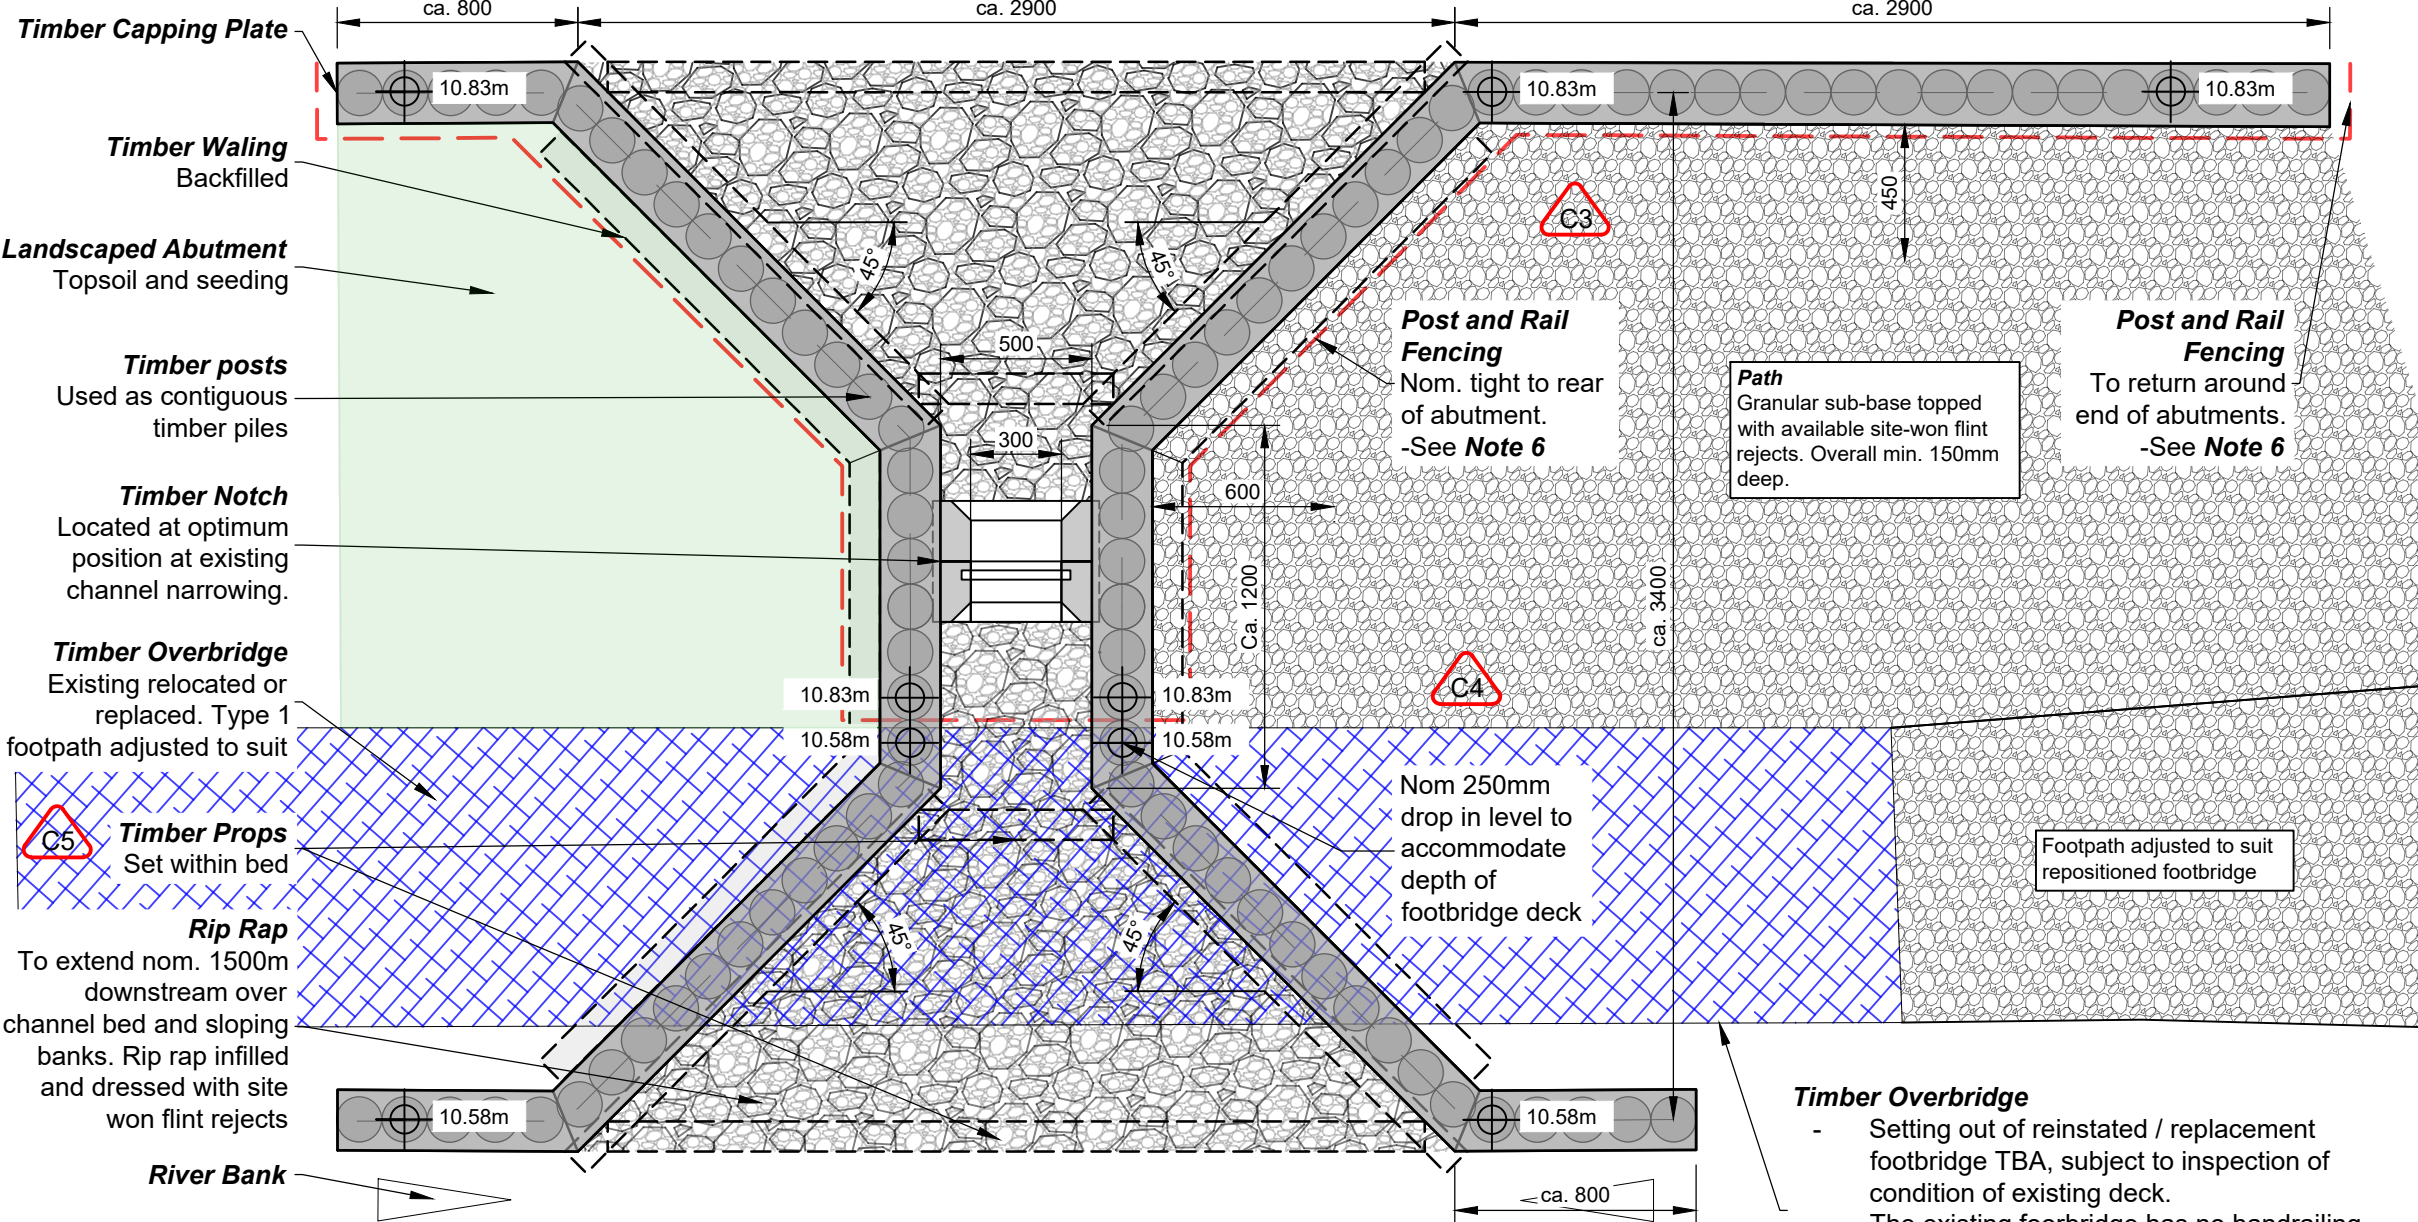 ca. 800
ca. 2900
ca. 2900
Timber Capping Plate
10.83m
10.83m
10.83m
Timber Waling
Backfilled
450
C3
Landscaped Abutment
Topsoil and seeding
45°
45°
Timber posts
Used as contiguous
timber piles
500
300
600
Ca. 1200
ca. 3400
Post and Rail
Fencing
Nom. tight to rear
of abutment.
-See Note 6
Path
Granular sub-base topped
with available site-won flint
rejects. Overall min. 150mm
deep.
Post and Rail
Fencing
To return around
end of abutments.
-See Note 6
Timber Notch
Located at optimum
position at existing
channel narrowing.
Timber Overbridge
Existing relocated or
replaced. Type 1
footpath adjusted to suit
10.83m
10.83m
10.58m
10.58m
C4
C5
Timber Props
Set within bed
Nom 250mm
drop in level to
accommodate
depth of
footbridge deck
Footpath adjusted to suit
repositioned footbridge
45°
45°
Rip Rap
To extend nom. 1500m
downstream over
channel bed and sloping
banks. Rip rap infilled
and dressed with site
won flint rejects
10.58m
10.58m
River Bank
ca. 800
Timber Overbridge
- Setting out of reinstated / replacement
footbridge TBA, subject to inspection of
condition of existing deck.
The existing foorbridge has no handrailing